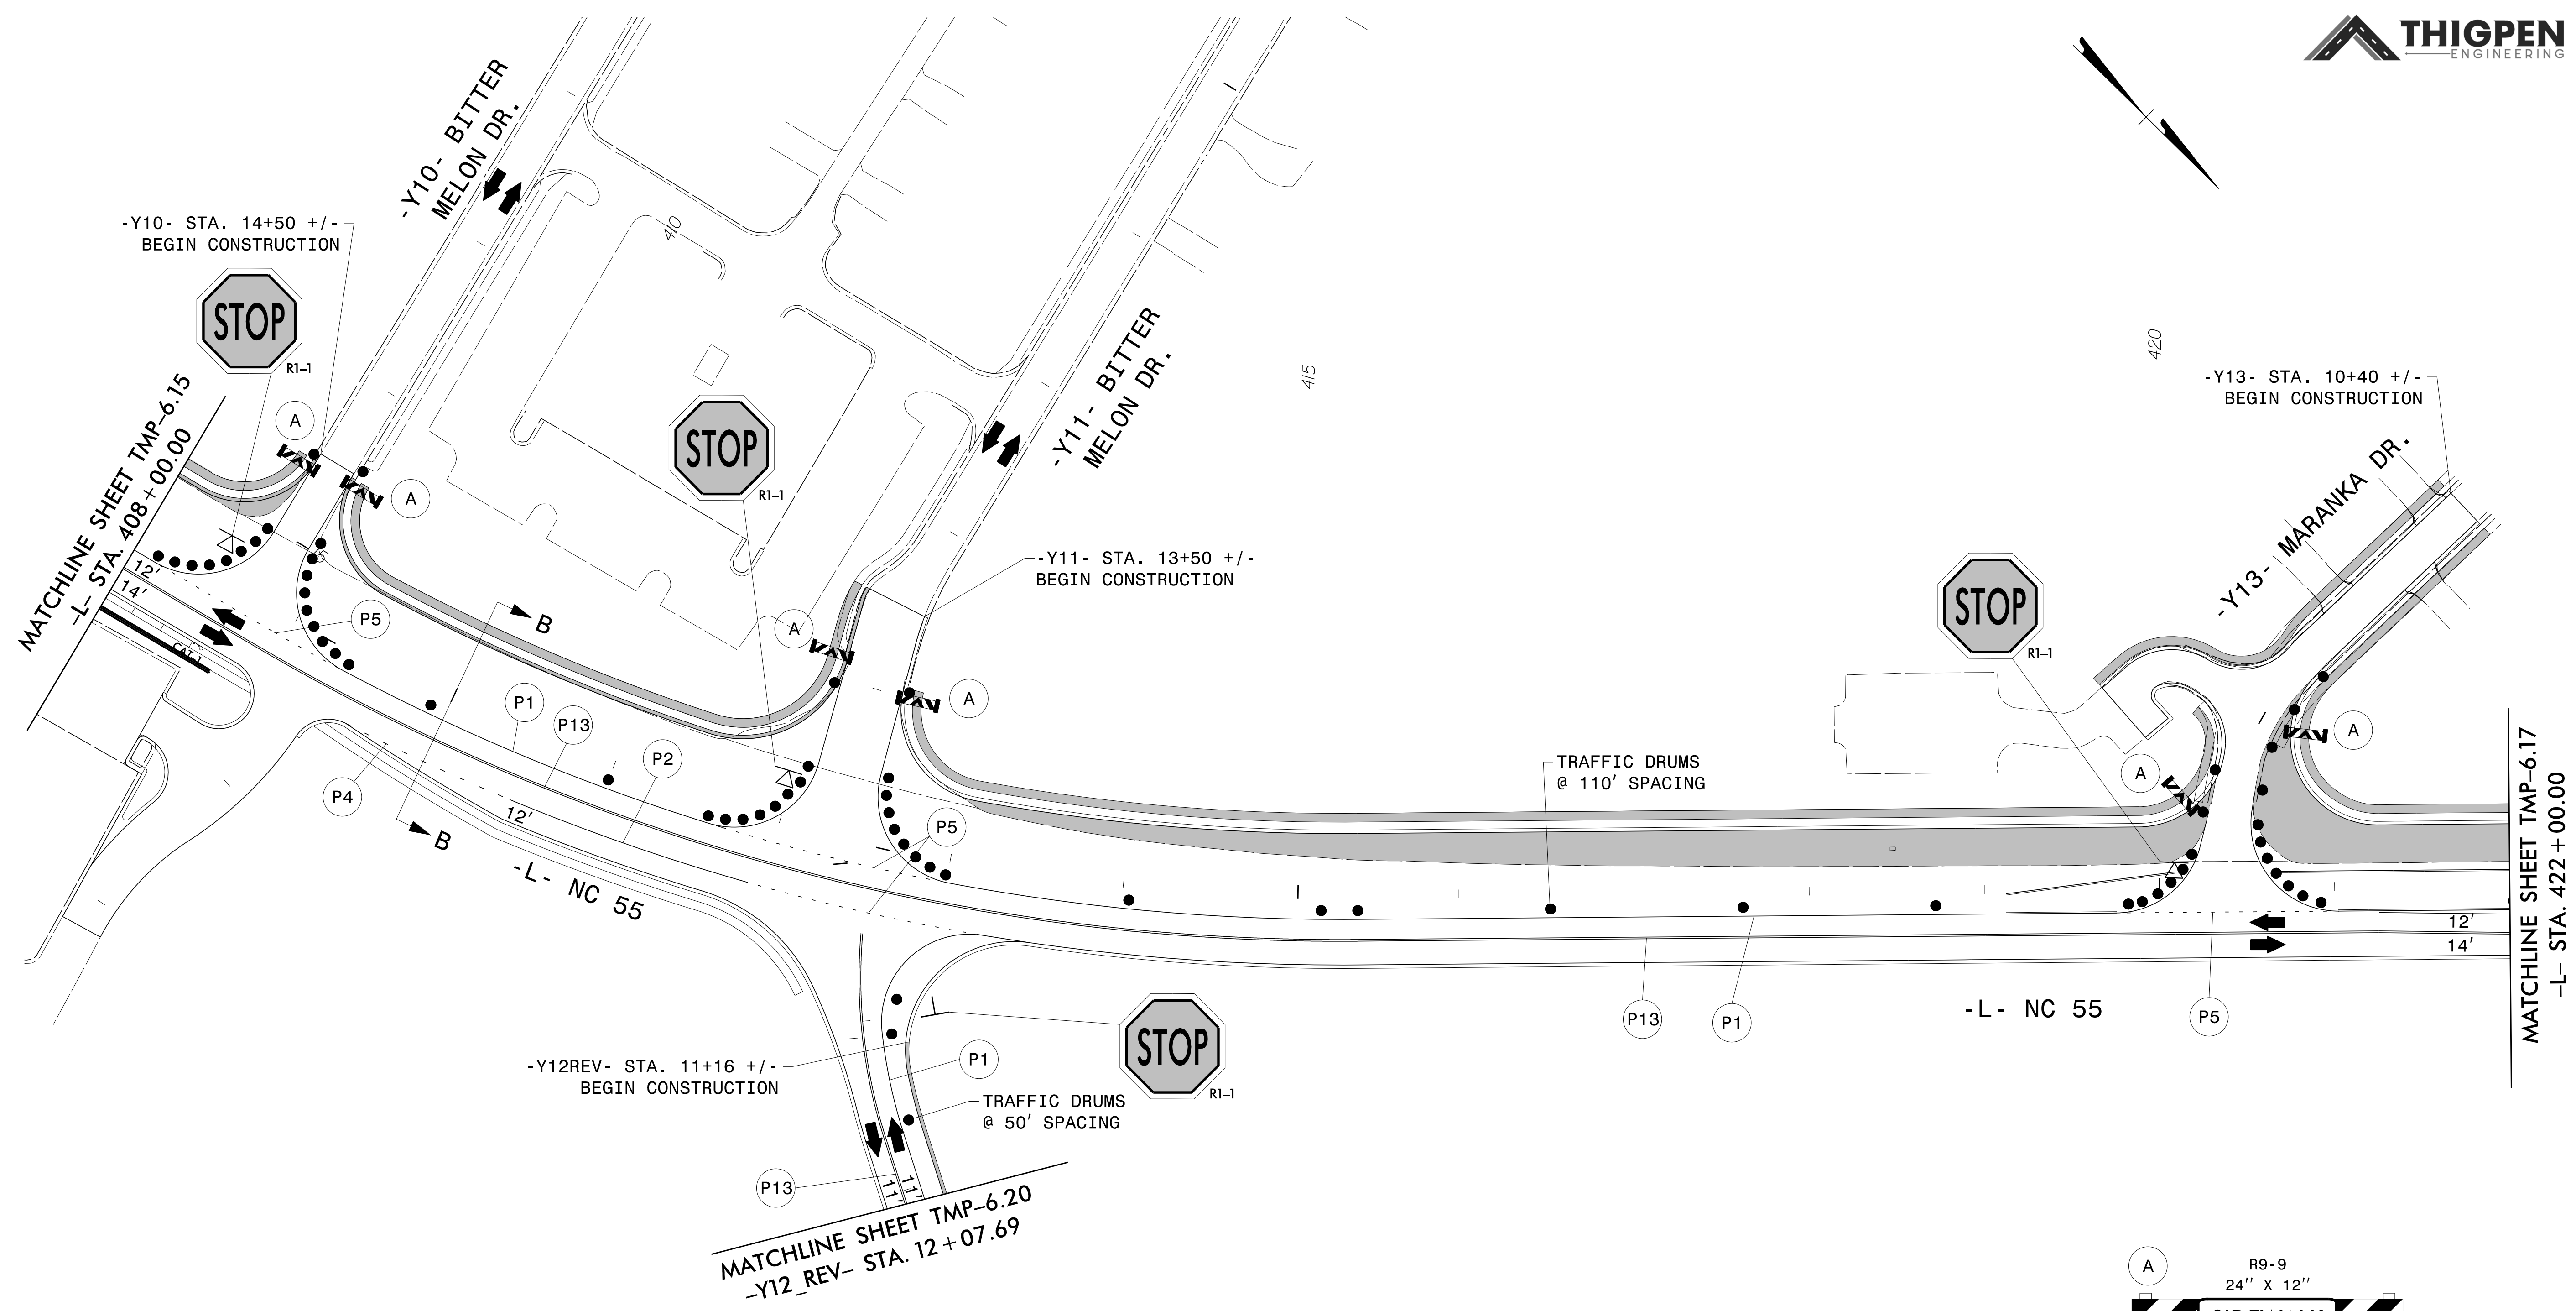 THIGPEN
ENGINEERING
-Y10- BITTER
MELON DR.
-Y10- STA. 14+50 +/-
BEGIN CONSTRUCTION
STOP
R1-1
410
MATCHLINE SHEET TMP-6.15
-L- STA. 408+00.00
A
A
12'
14'
CAT 1
P5
STOP
R1-1
-Y11- BITTER
MELON DR.
415
420
-Y11- STA. 13+50 +/-
BEGIN CONSTRUCTION
A
A
B
B
P1
P13
P2
P4
12'
-L- NC 55
P5
-Y13- STA. 10+40 +/-
BEGIN CONSTRUCTION
-Y13- MARANKA DR.
STOP
R1-1
A
A
TRAFFIC DRUMS
@ 110' SPACING
MATCHLINE SHEET TMP-6.17
-L- STA. 422+00.00
12'
14'
P13
P1
P5
-L- NC 55
STOP
R1-1
-Y12REV- STA. 11+16 +/-
BEGIN CONSTRUCTION
P1
TRAFFIC DRUMS
@ 50' SPACING
P13
11'
11'
MATCHLINE SHEET TMP-6.20
-Y12_REV- STA. 12+07.69
A
R9-9
24'' X 12''